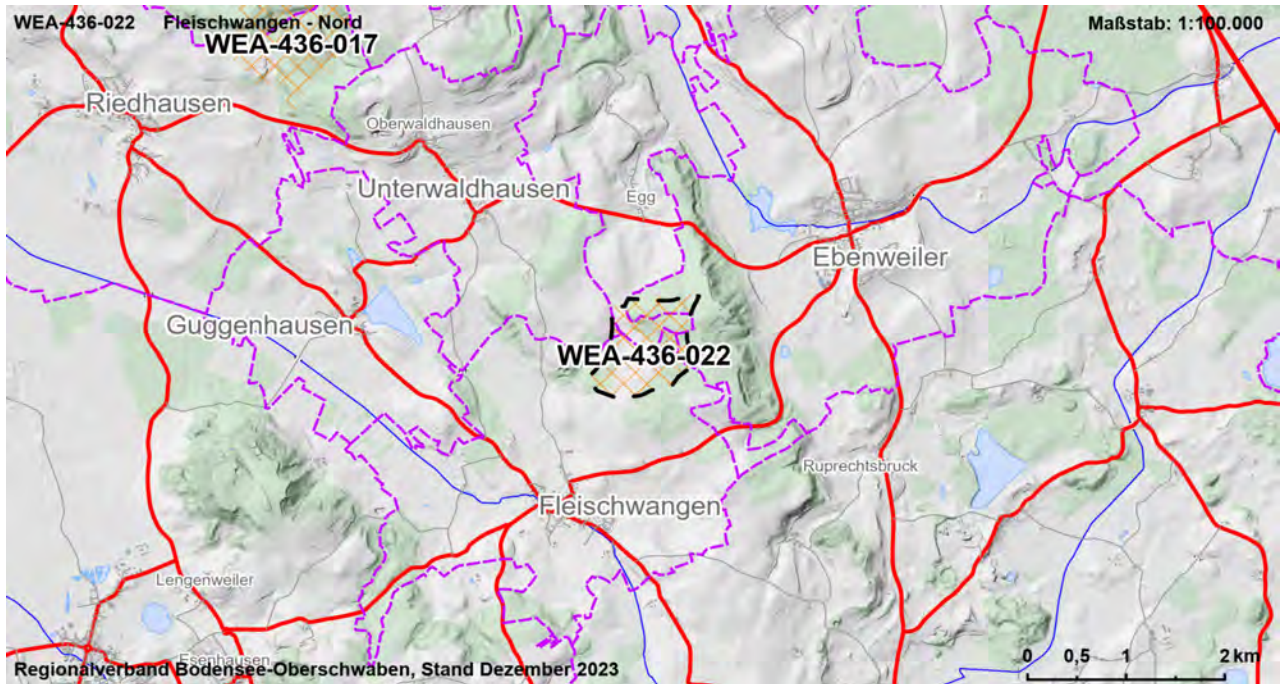 WEA-436-022 Fleischwangen - Nord
Maßstab: 1:100.000
WEA-436-017
Riedhausen
Oberwaldhausen
Unterwaldhausen
Egg
Ebenweiler
Guggenhausen
WEA-436-022
Ruprechtsbruck
Fleischwangen
Lengenweiler
Esenhausen
Regionalverband Bodensee-Oberschwaben, Stand Dezember 2023
0 0,5 1 2 km